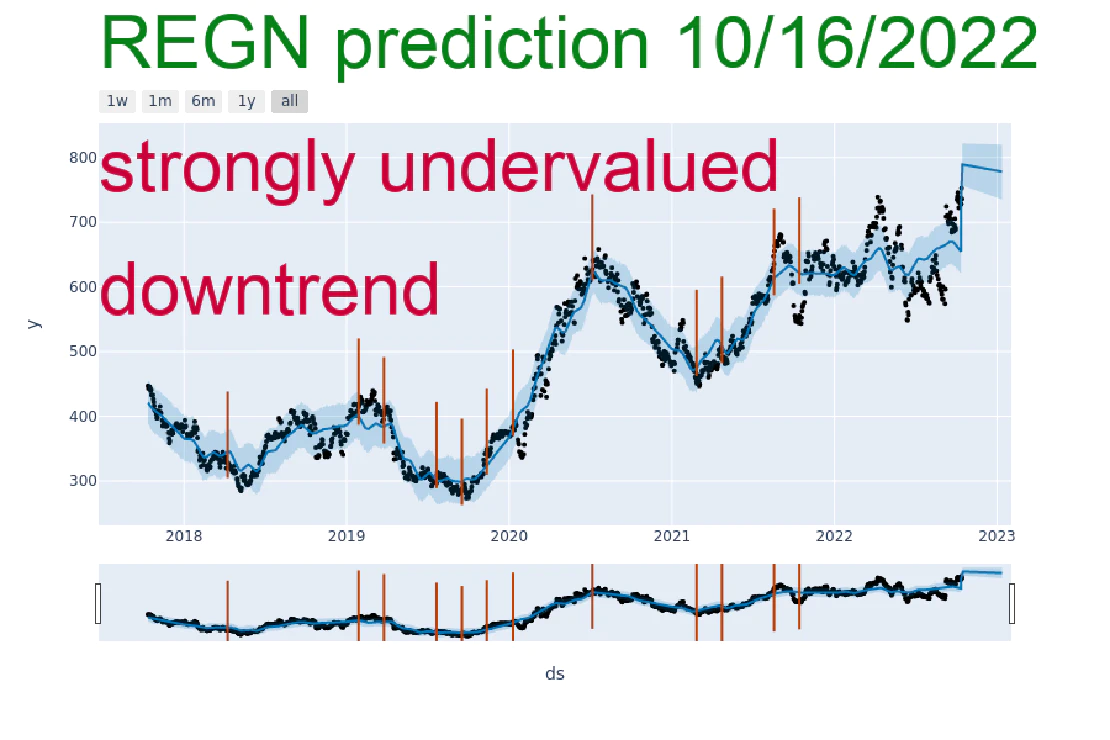 REGN prediction 10/16/2022
1w 1m 6m 1y all
strongly undervalued
downtrend
800
700
600
500
400
300
y
2018 2019 2020 2021 2022 2023
ds